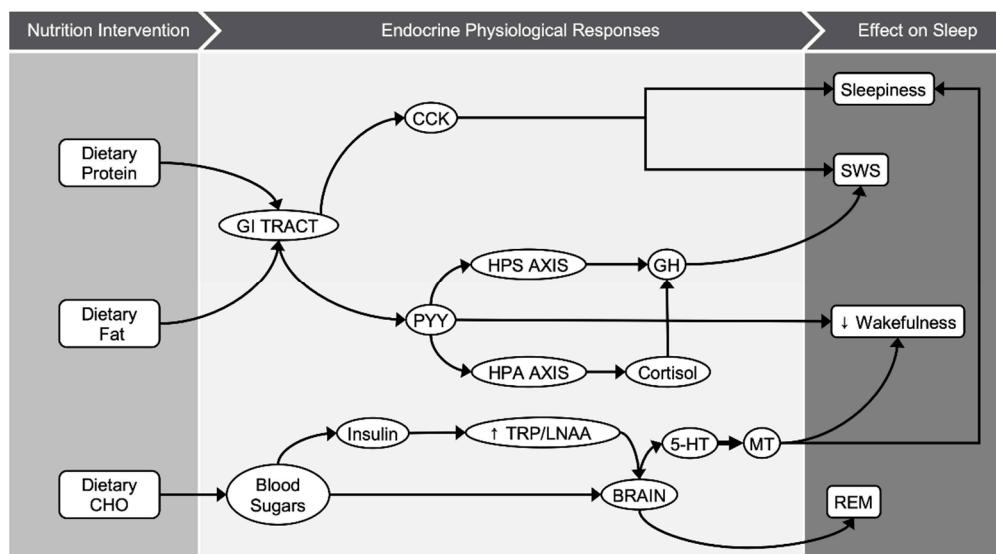 Nutrition Intervention
Endocrine Physiological Responses
Effect on Sleep
Sleepiness
CCK
Dietary
Protein
SWS
GI TRACT
HPS AXIS
GH
Dietary
Fat
PYY
↓ Wakefulness
HPA AXIS
Cortisol
Insulin
↑ TRP/LNAA
5-HT
MT
Dietary
CHO
Blood
Sugars
BRAIN
REM